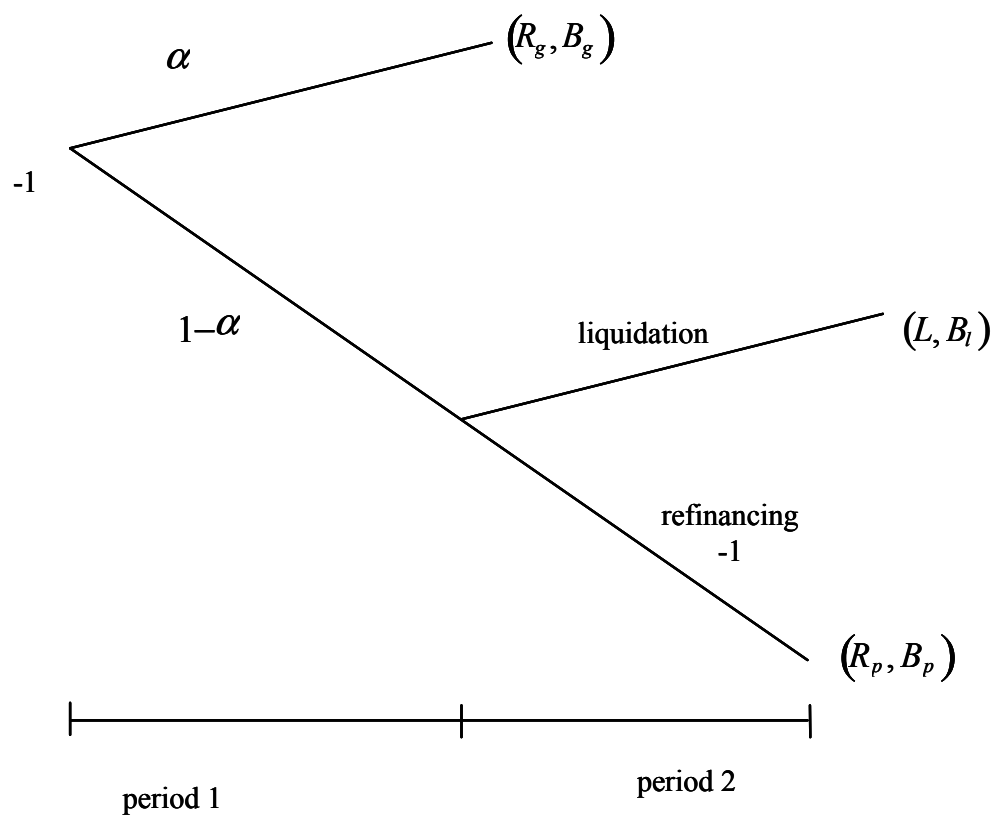 α
(R_g, B_g)
-1
1–α
liquidation
(L, B_l)
refinancing
-1
(R_p, B_p)
period 1
period 2